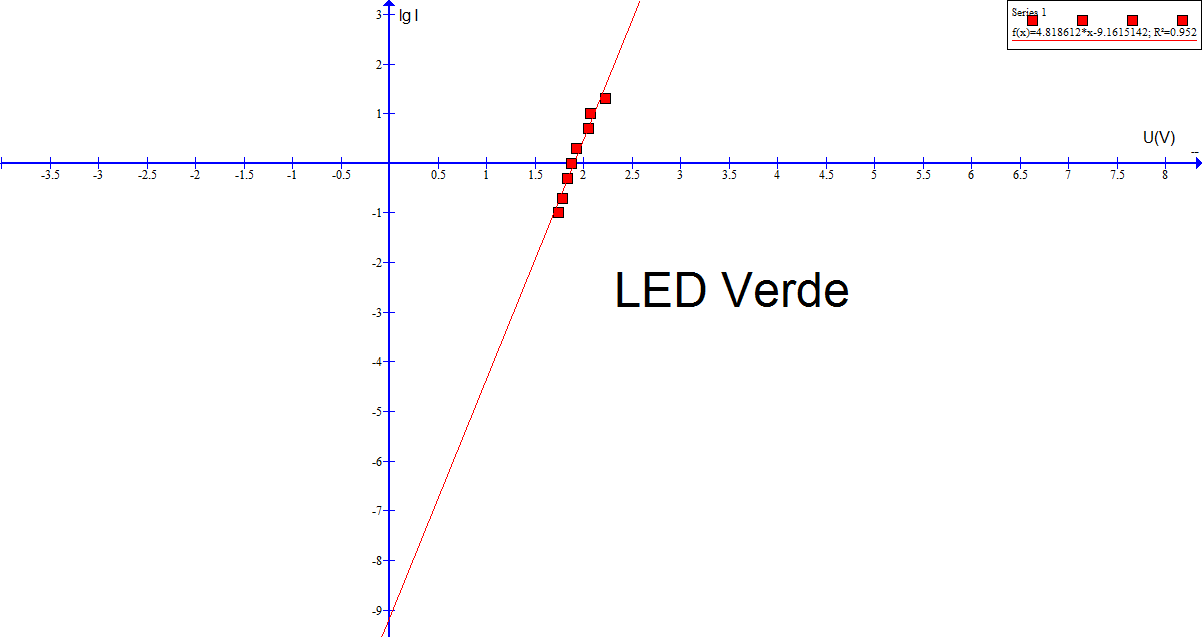 lg I
Series 1
f(x)=4.818612*x-9.1615142; R²=0.952
3
2
1
U(V)
-3.5 -3 -2.5 -2 -1.5 -1 -0.5 0.5 1 1.5 2 2.5 3 3.5 4 4.5 5 5.5 6 6.5 7 7.5 8
-1
-2
LED Verde
-3
-4
-5
-6
-7
-8
-9